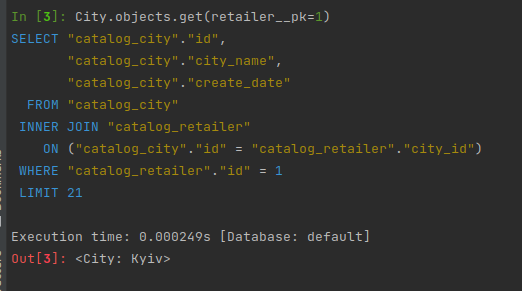 In [3]: City.objects.get(retailer__pk=1)
SELECT "catalog_city"."id",
       "catalog_city"."city_name",
       "catalog_city"."create_date"
  FROM "catalog_city"
 INNER JOIN "catalog_retailer"
    ON ("catalog_city"."id" = "catalog_retailer"."city_id")
 WHERE "catalog_retailer"."id" = 1
 LIMIT 21
Execution time: 0.000249s [Database: default]
Out[3]: <City: Kyiv>